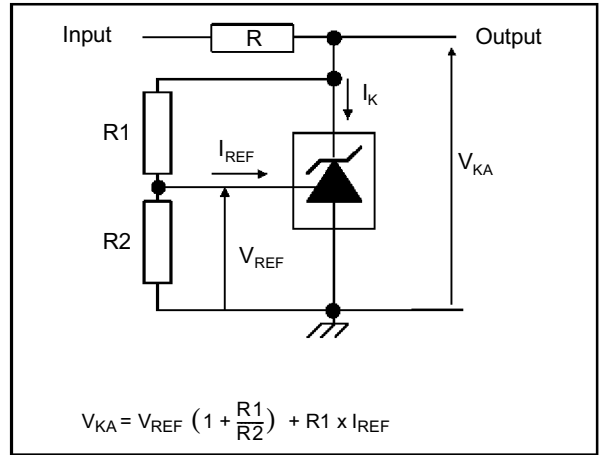 Input R Output
I_K
R1
I_REF
V_KA
R2
V_REF
V_KA = V_REF (1 + R1/R2) + R1 x I_REF